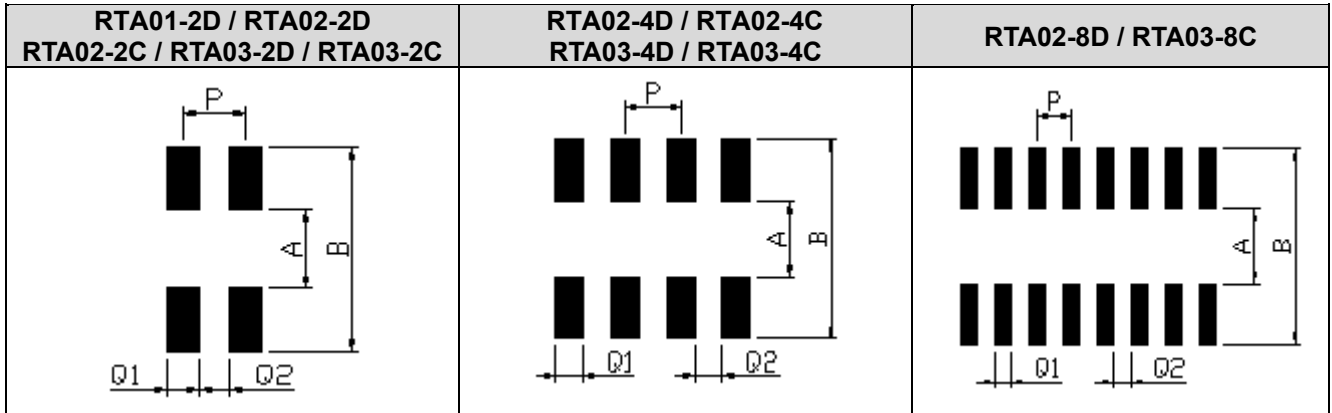 RTA01-2D / RTA02-2D
RTA02-2C / RTA03-2D / RTA03-2C
RTA02-4D / RTA02-4C
RTA03-4D / RTA03-4C
RTA02-8D / RTA03-8C
P
A
B
Q1
Q2
P
A
B
Q1
Q2
P
A
B
Q1
Q2